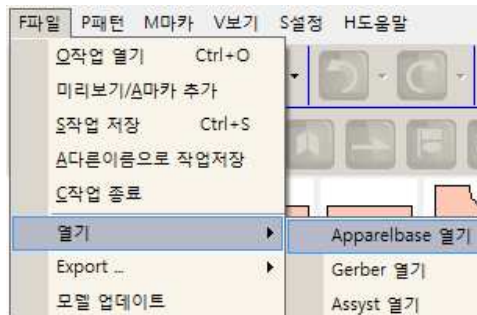 F파일 P패턴 M마카 V보기 S설정 H도움말
O작업 열기 Ctrl+O
미리보기/A마카 추가
S작업 저장 Ctrl+S
A다른이름으로 작업저장
C작업 종료
열기
Apparelbase 열기
Export ..
Gerber 열기
모델 업데이트
Assyst 열기